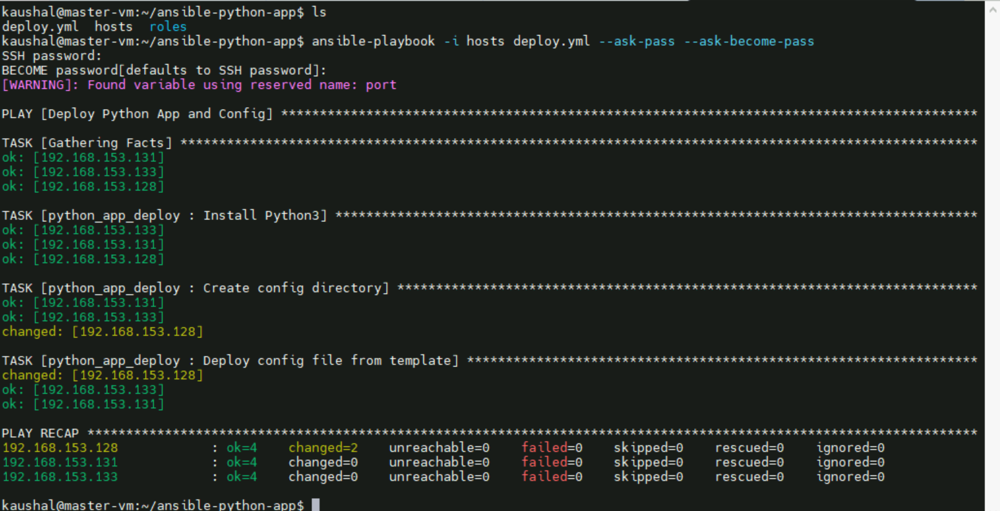 kaushal@master-vm:~/ansible-python-app$ ls
deploy.yml  hosts  roles
kaushal@master-vm:~/ansible-python-app$ ansible-playbook -i hosts deploy.yml --ask-pass --ask-become-pass
SSH password:
BECOME password[defaults to SSH password]:
[WARNING]: Found variable using reserved name: port
PLAY [Deploy Python App and Config] ******************************************************************************************
TASK [Gathering Facts] *******************************************************************************************************
ok: [192.168.153.131]
ok: [192.168.153.133]
ok: [192.168.153.128]
TASK [python_app_deploy : Install Python3] ***********************************************************************************
ok: [192.168.153.133]
ok: [192.168.153.131]
ok: [192.168.153.128]
TASK [python_app_deploy : Create config directory] ***************************************************************************
ok: [192.168.153.131]
ok: [192.168.153.133]
changed: [192.168.153.128]
TASK [python_app_deploy : Deploy config file from template] ******************************************************************
changed: [192.168.153.128]
ok: [192.168.153.133]
ok: [192.168.153.131]
PLAY RECAP *******************************************************************************************************************
192.168.153.128            : ok=4    changed=2    unreachable=0    failed=0    skipped=0    rescued=0    ignored=0
192.168.153.131            : ok=4    changed=0    unreachable=0    failed=0    skipped=0    rescued=0    ignored=0
192.168.153.133            : ok=4    changed=0    unreachable=0    failed=0    skipped=0    rescued=0    ignored=0
kaushal@master-vm:~/ansible-python-app$